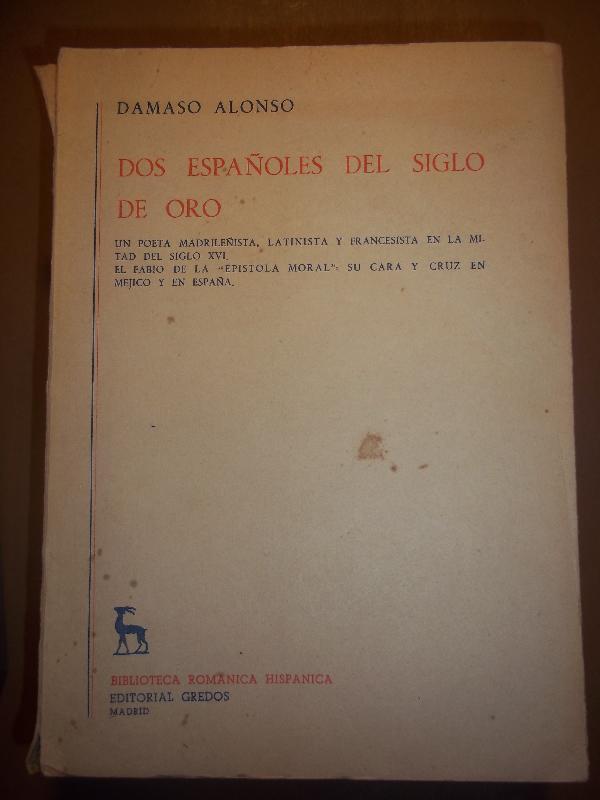 DAMASO ALONSO
DOS ESPAÑOLES DEL SIGLO
DE ORO
UN POETA MADRILEÑISTA, LATINISTA Y FRANCESISTA EN LA MI-
TAD DEL SIGLO XVI.
EL FABIO DE LA "EPISTOLA MORAL": SU CARA Y CRUZ EN
MEJICO Y EN ESPAÑA.
BIBLIOTECA ROMANICA HISPANICA
EDITORIAL GREDOS
MADRID